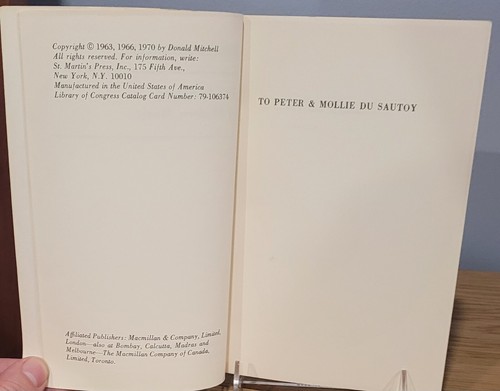 Copyright © 1963, 1966, 1970 by Donald Mitchell
All rights reserved. For information, write:
St. Martin's Press, Inc., 175 Fifth Ave.,
New York, N.Y. 10010
Manufactured in the United States of America
Library of Congress Catalog Card Number: 79-106374
Affiliated Publishers: Macmillan & Company, Limited,
London—also at Bombay, Calcutta, Madras and
Melbourne—The Macmillan Company of Canada,
Limited, Toronto.
TO PETER & MOLLIE DU SAUTOY